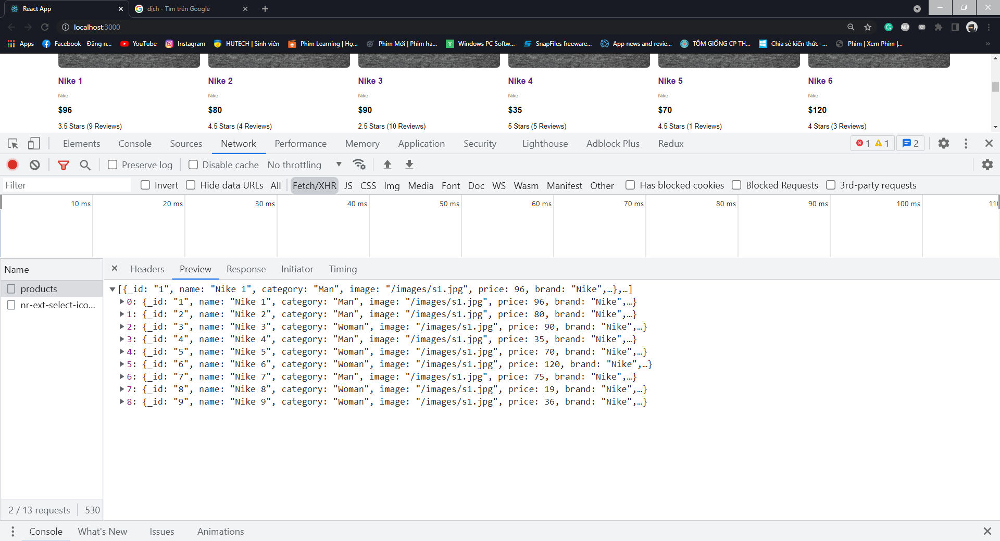 React App
dịch - Tìm trên Google
localhost:3000
Apps Facebook - Đăng n... YouTube Instagram HUTECH | Sinh viên Phim Learning | Họ... Phim Mới | Phim ha... Windows PC Softw... SnapFiles freeware... App news and revie... TÔM GIỐNG CP TH... Chia sẻ kiến thức -... Phim | Xem Phim |...
Nike 1 Nike 2 Nike 3 Nike 4 Nike 5 Nike 6
Nike Nike Nike Nike Nike Nike
$96 $80 $90 $35 $70 $120
3.5 Stars (9 Reviews) 4.5 Stars (4 Reviews) 2.5 Stars (10 Reviews) 5 Stars (5 Reviews) 4.5 Stars (1 Reviews) 4 Stars (3 Reviews)
Elements Console Sources Network Performance Memory Application Security Lighthouse Adblock Plus Redux 1 1 2
Preserve log Disable cache No throttling
Filter Invert Hide data URLs All Fetch/XHR JS CSS Img Media Font Doc WS Wasm Manifest Other Has blocked cookies Blocked Requests 3rd-party requests
10 ms 20 ms 30 ms 40 ms 50 ms 60 ms 70 ms 80 ms 90 ms 100 ms 11
Name
products
nr-ext-select-ico...
Headers Preview Response Initiator Timing
[{_id: "1", name: "Nike 1", category: "Man", image: "/images/s1.jpg", price: 96, brand: "Nike",…},…]
0: {_id: "1", name: "Nike 1", category: "Man", image: "/images/s1.jpg", price: 96, brand: "Nike",…}
1: {_id: "2", name: "Nike 2", category: "Man", image: "/images/s1.jpg", price: 80, brand: "Nike",…}
2: {_id: "3", name: "Nike 3", category: "Woman", image: "/images/s1.jpg", price: 90, brand: "Nike",…}
3: {_id: "4", name: "Nike 4", category: "Man", image: "/images/s1.jpg", price: 35, brand: "Nike",…}
4: {_id: "5", name: "Nike 5", category: "Woman", image: "/images/s1.jpg", price: 70, brand: "Nike",…}
5: {_id: "6", name: "Nike 6", category: "Woman", image: "/images/s1.jpg", price: 120, brand: "Nike",…}
6: {_id: "7", name: "Nike 7", category: "Man", image: "/images/s1.jpg", price: 75, brand: "Nike",…}
7: {_id: "8", name: "Nike 8", category: "Woman", image: "/images/s1.jpg", price: 19, brand: "Nike",…}
8: {_id: "9", name: "Nike 9", category: "Woman", image: "/images/s1.jpg", price: 36, brand: "Nike",…}
2 / 13 requests 530
Console What's New Issues Animations